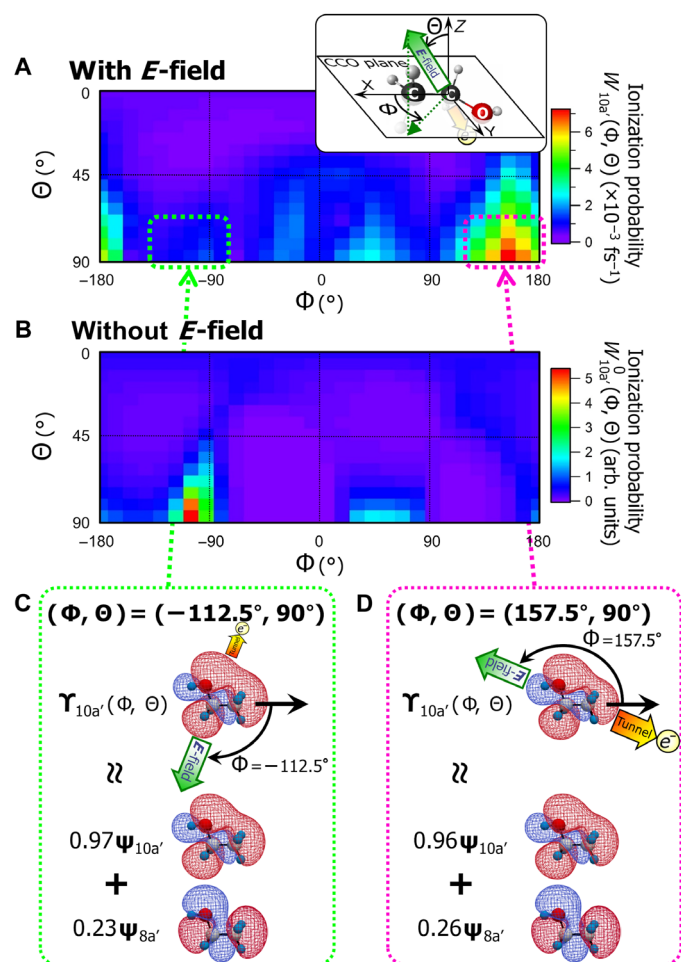 A With E-field
Θ Z
CCO plane
E-field
X C C O
Φ
e⁻ Y
0
45
90
Θ (°)
-180 -90 0 90 180
Φ (°)
6
4
2
0
Ionization probability
W10a′(Φ, Θ) (×10⁻³ fs⁻¹)
B Without E-field
0
45
90
Θ (°)
-180 -90 0 90 180
Φ (°)
5
4
3
2
1
0
Ionization probability
W⁰10a′(Φ, Θ) (arb. units)
C
(Φ, Θ) = (−112.5°, 90°)
e⁻
Tunnel
ϒ10a′(Φ, Θ)
E-field
Φ=−112.5°
≈
0.97ψ10a′
+
0.23ψ8a′
D
(Φ, Θ) = (157.5°, 90°)
Φ=157.5°
E-field
ϒ10a′(Φ, Θ)
Tunnel e⁻
≈
0.96ψ10a′
+
0.26ψ8a′